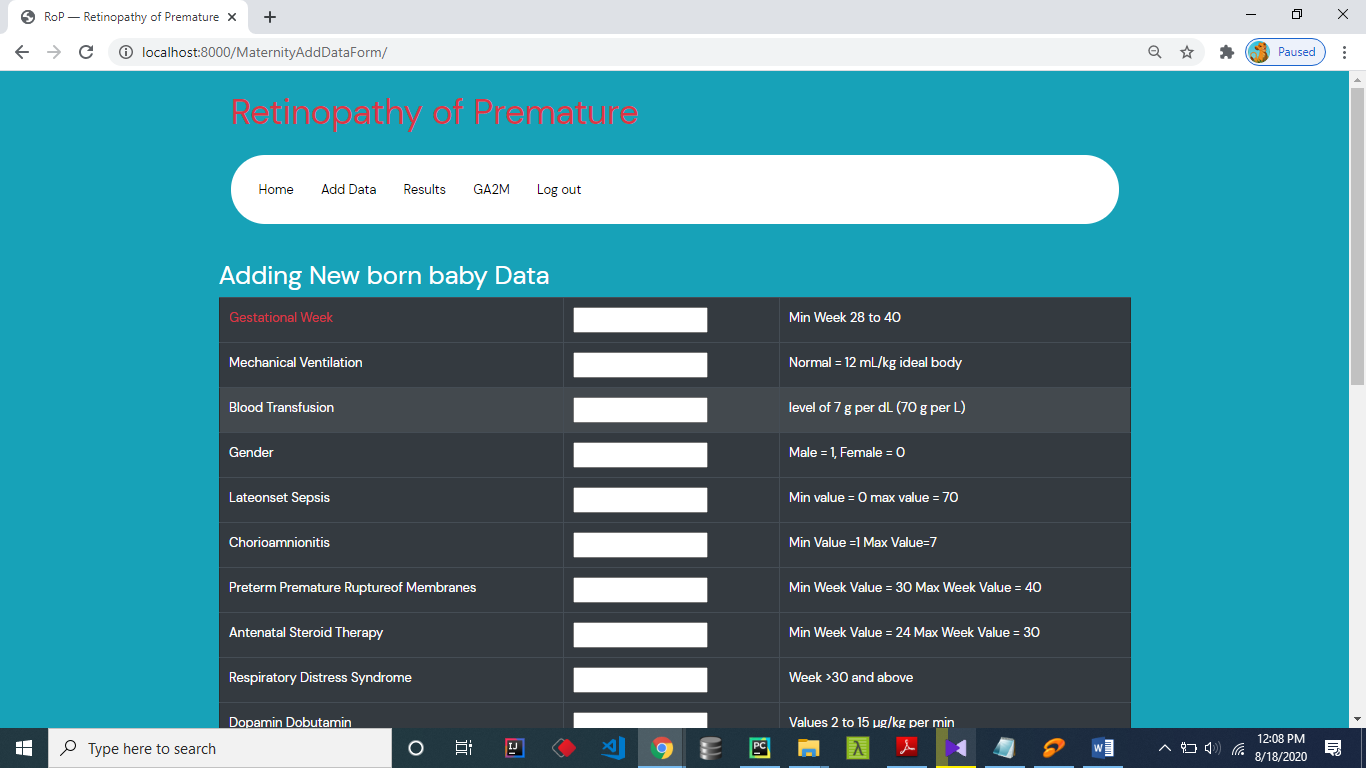 RoP — Retinopathy of Premature
localhost:8000/MaternityAddDataForm/
Paused
Retinopathy of Premature
Home Add Data Results GA2M Log out
Adding New born baby Data
Gestational Week Min Week 28 to 40
Mechanical Ventilation Normal = 12 mL/kg ideal body
Blood Transfusion level of 7 g per dL (70 g per L)
Gender Male = 1, Female = 0
Lateonset Sepsis Min value = 0 max value = 70
Chorioamnionitis Min Value =1 Max Value=7
Preterm Premature Ruptureof Membranes Min Week Value = 30 Max Week Value = 40
Antenatal Steroid Therapy Min Week Value = 24 Max Week Value = 30
Respiratory Distress Syndrome Week >30 and above
Dopamin Dobutamin Values 2 to 15 µg/kg per min
Type here to search
IJ
PC
12:08 PM
8/18/2020